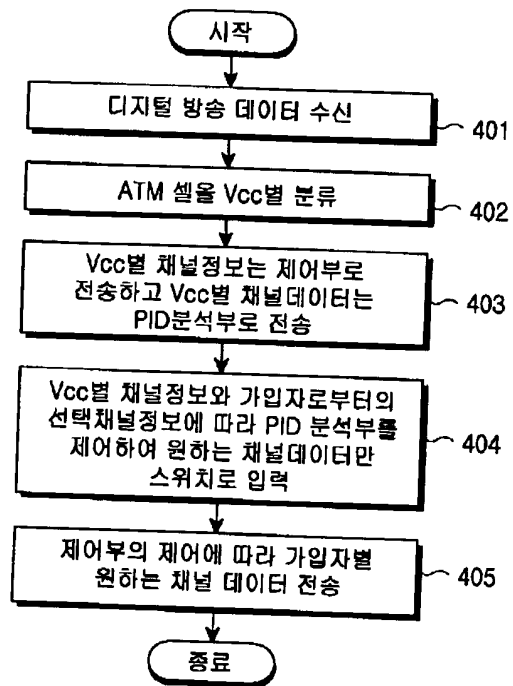 시작
디지털 방송 데이터 수신
401
ATM 셀을 Vcc별 분류
402
Vcc별 채널정보는 제어부로
전송하고 Vcc별 채널데이터는
PID분석부로 전송
403
Vcc별 채널정보와 가입자로부터의
선택채널정보에 따라 PID 분석부를
제어하여 원하는 채널데이터만
스위치로 입력
404
제어부의 제어에 따라 가입자별
원하는 채널 데이터 전송
405
종료